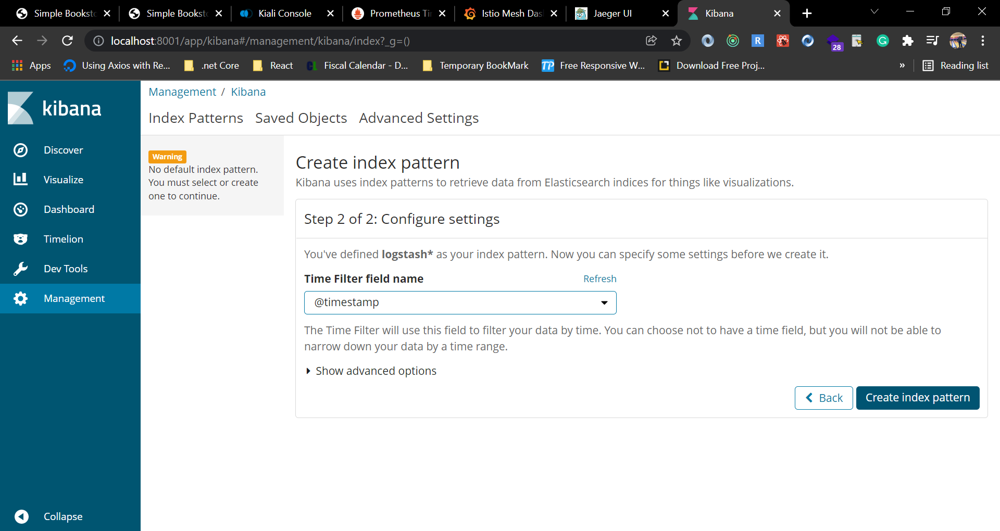 Simple Booksto
Simple Booksto
Kiali Console
Prometheus Tir
Istio Mesh Das
Jaeger UI
Kibana
localhost:8001/app/kibana#/management/kibana/index?_g=()
R
28
G
Apps
Using Axios with Re...
.net Core
React
CL
Fiscal Calendar - D...
Temporary BookMark
TP
Free Responsive W...
Download Free Proj...
»
Reading list
kibana
Discover
Visualize
Dashboard
Timelion
Dev Tools
Management
Collapse
Management / Kibana
Index Patterns Saved Objects Advanced Settings
Warning
No default index pattern.
You must select or create
one to continue.
Create index pattern
Kibana uses index patterns to retrieve data from Elasticsearch indices for things like visualizations.
Step 2 of 2: Configure settings
You've defined logstash* as your index pattern. Now you can specify some settings before we create it.
Time Filter field name
Refresh
@timestamp
The Time Filter will use this field to filter your data by time. You can choose not to have a time field, but you will not be able to
narrow down your data by a time range.
Show advanced options
Back
Create index pattern